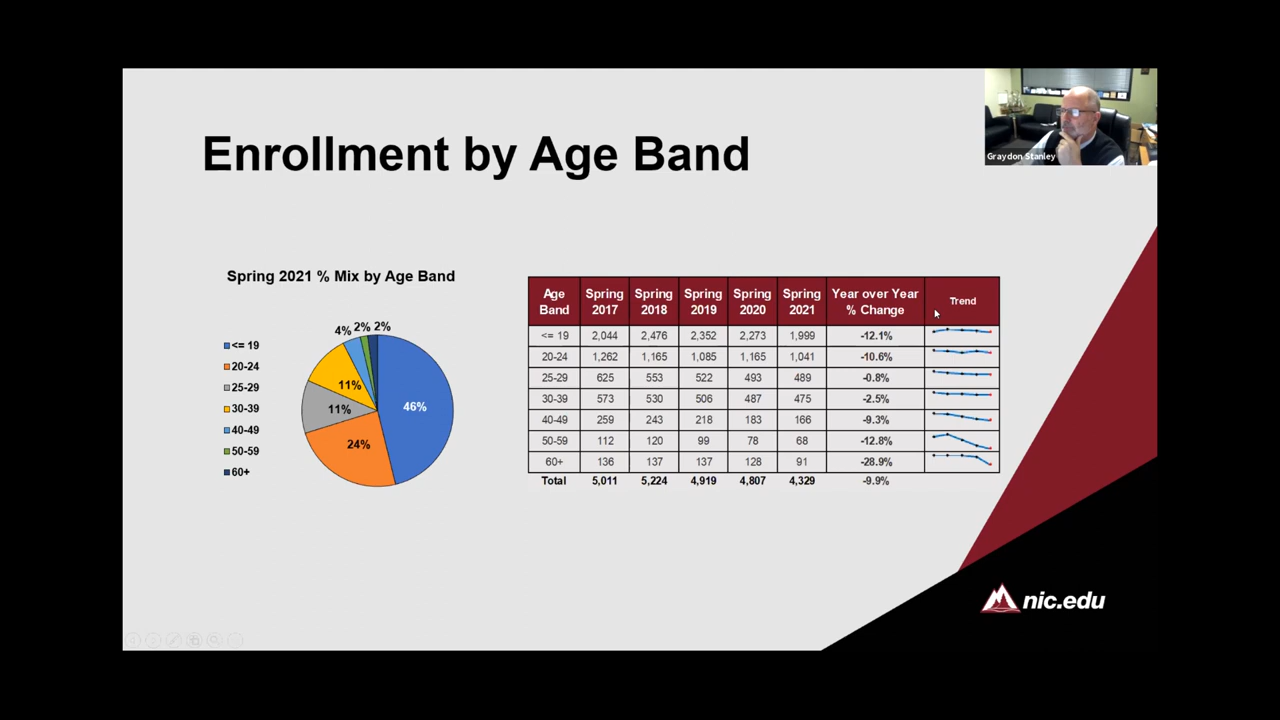 Graydon Stanley
Enrollment by Age Band
Spring 2021 % Mix by Age Band
<= 19
20-24
25-29
30-39
40-49
50-59
60+
4% 2% 2%
11%
11%
46%
24%
Age Band Spring 2017 Spring 2018 Spring 2019 Spring 2020 Spring 2021 Year over Year % Change Trend
<= 19 2,044 2,476 2,352 2,273 1,999 -12.1%
20-24 1,262 1,165 1,085 1,165 1,041 -10.6%
25-29 625 553 522 493 489 -0.8%
30-39 573 530 506 487 475 -2.5%
40-49 259 243 218 183 166 -9.3%
50-59 112 120 99 78 68 -12.8%
60+ 136 137 137 128 91 -28.9%
Total 5,011 5,224 4,919 4,807 4,329 -9.9%
nic.edu